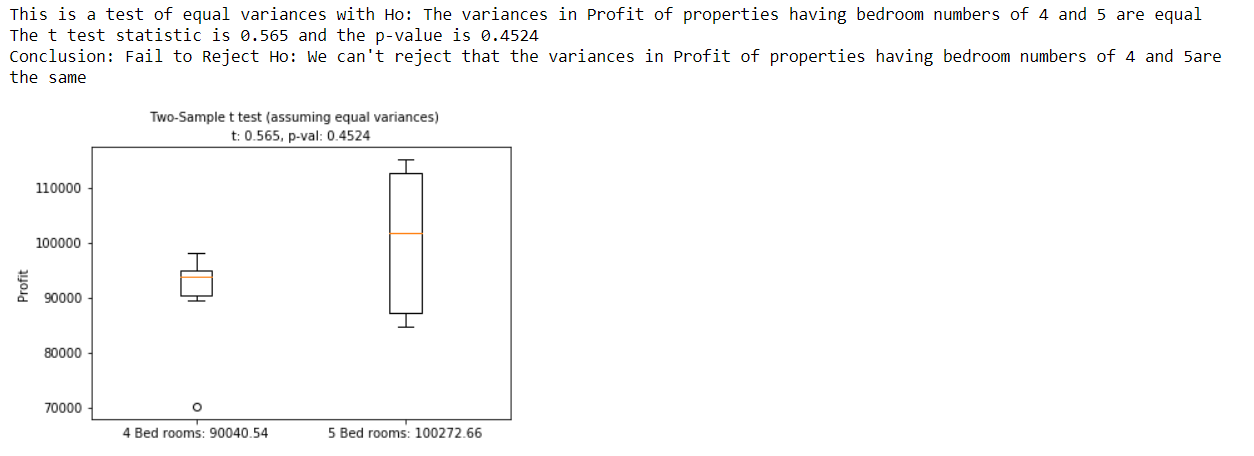 This is a test of equal variances with Ho: The variances in Profit of properties having bedroom numbers of 4 and 5 are equal
The t test statistic is 0.565 and the p-value is 0.4524
Conclusion: Fail to Reject Ho: We can't reject that the variances in Profit of properties having bedroom numbers of 4 and 5are
the same
Two-Sample t test (assuming equal variances)
t: 0.565, p-val: 0.4524
110000
100000
90000
80000
70000
Profit
4 Bed rooms: 90040.54 5 Bed rooms: 100272.66